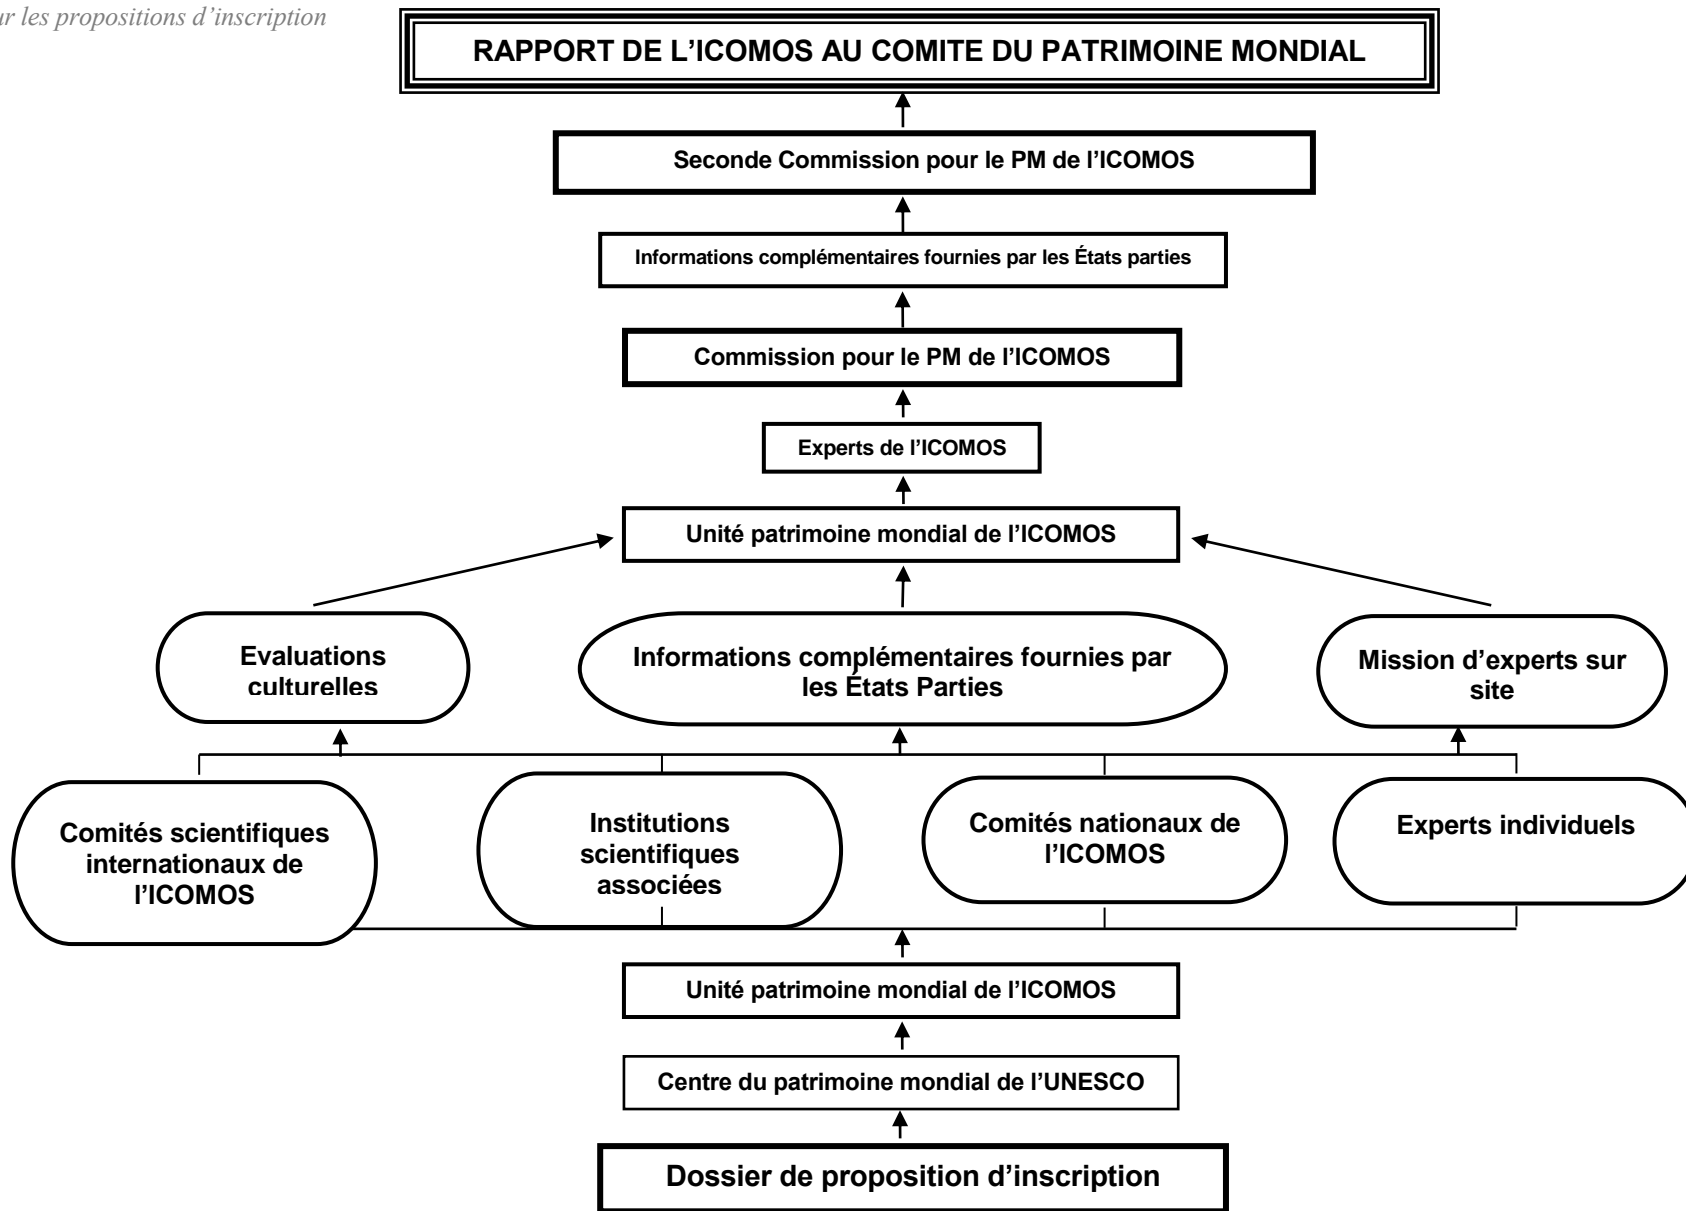 ur les propositions d’inscription
RAPPORT DE L’ICOMOS AU COMITE DU PATRIMOINE MONDIAL
Seconde Commission pour le PM de l’ICOMOS
Informations complémentaires fournies par les États parties
Commission pour le PM de l’ICOMOS
Experts de l’ICOMOS
Unité patrimoine mondial de l’ICOMOS
Evaluations
culturelles
Informations complémentaires fournies par
les États Parties
Mission d’experts sur
site
Comités scientifiques
internationaux de
l’ICOMOS
Institutions
scientifiques
associées
Comités nationaux de
l’ICOMOS
Experts individuels
Unité patrimoine mondial de l’ICOMOS
Centre du patrimoine mondial de l’UNESCO
Dossier de proposition d’inscription